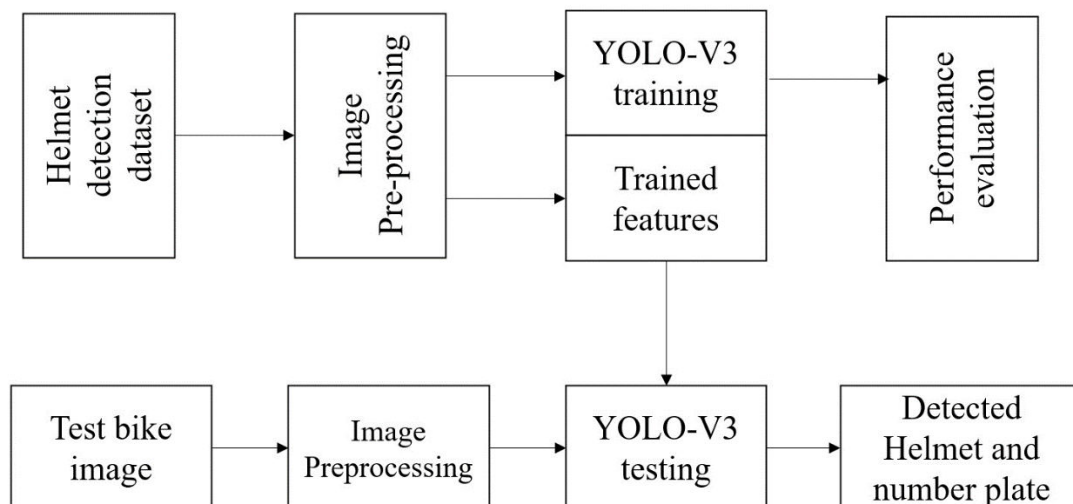 Helmet
detection
dataset
Image
Pre-processing
YOLO-V3
training
Trained
features
Performance
evaluation
Test bike
image
Image
Preprocessing
YOLO-V3
testing
Detected
Helmet and
number plate